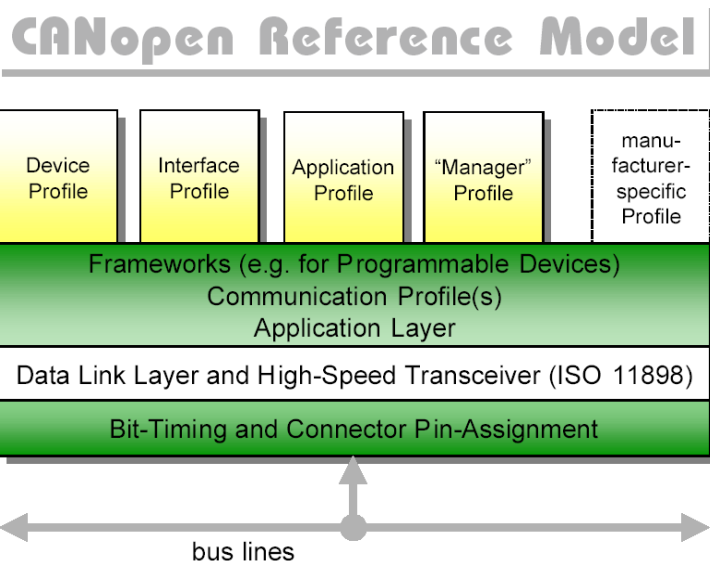 CANopen Reference Model
Device
Profile
Interface
Profile
Application
Profile
“Manager”
Profile
manu-
facturer-
specific
Profile
Frameworks (e.g. for Programmable Devices)
Communication Profile(s)
Application Layer
Data Link Layer and High-Speed Transceiver (ISO 11898)
Bit-Timing and Connector Pin-Assignment
bus lines